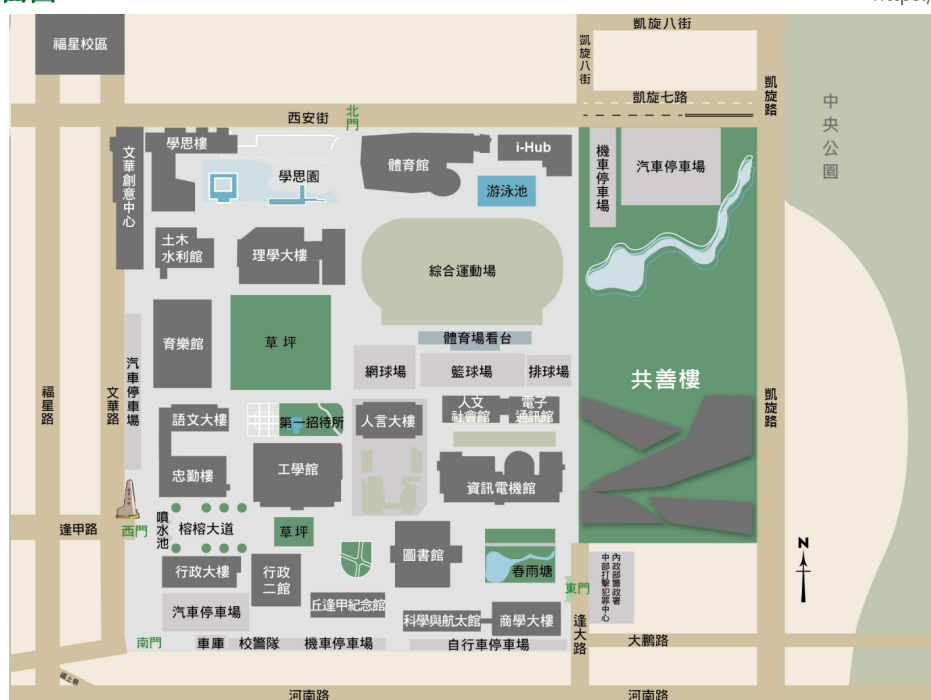 福星校區
凱旋八街
凱旋八街
凱旋七路
凱旋路
中央公園
西安街
北門
文華創意中心
學思樓
學思園
體育館
i-Hub
游泳池
機車停車場
汽車停車場
土木
水利館
理學大樓
綜合運動場
育樂館
草坪
體育場看台
網球場
籃球場
排球場
共善樓
福星路
文華路
汽車停車場
凱旋路
語文大樓
第一招待所
人言大樓
人文
社會館
電子
通訊館
忠勤樓
工學館
資訊電機館
逢甲路
西門
噴水池
榕榕大道
草坪
圖書館
春雨塘
N
行政大樓
行政
二館
東門
內政部警政署
中部打擊犯罪中心
汽車停車場
丘逢甲紀念館
科學與航太館
商學大樓
逢大路
大鵬路
南門
車庫
校警隊
機車停車場
自行車停車場
福上巷
河南路
河南路